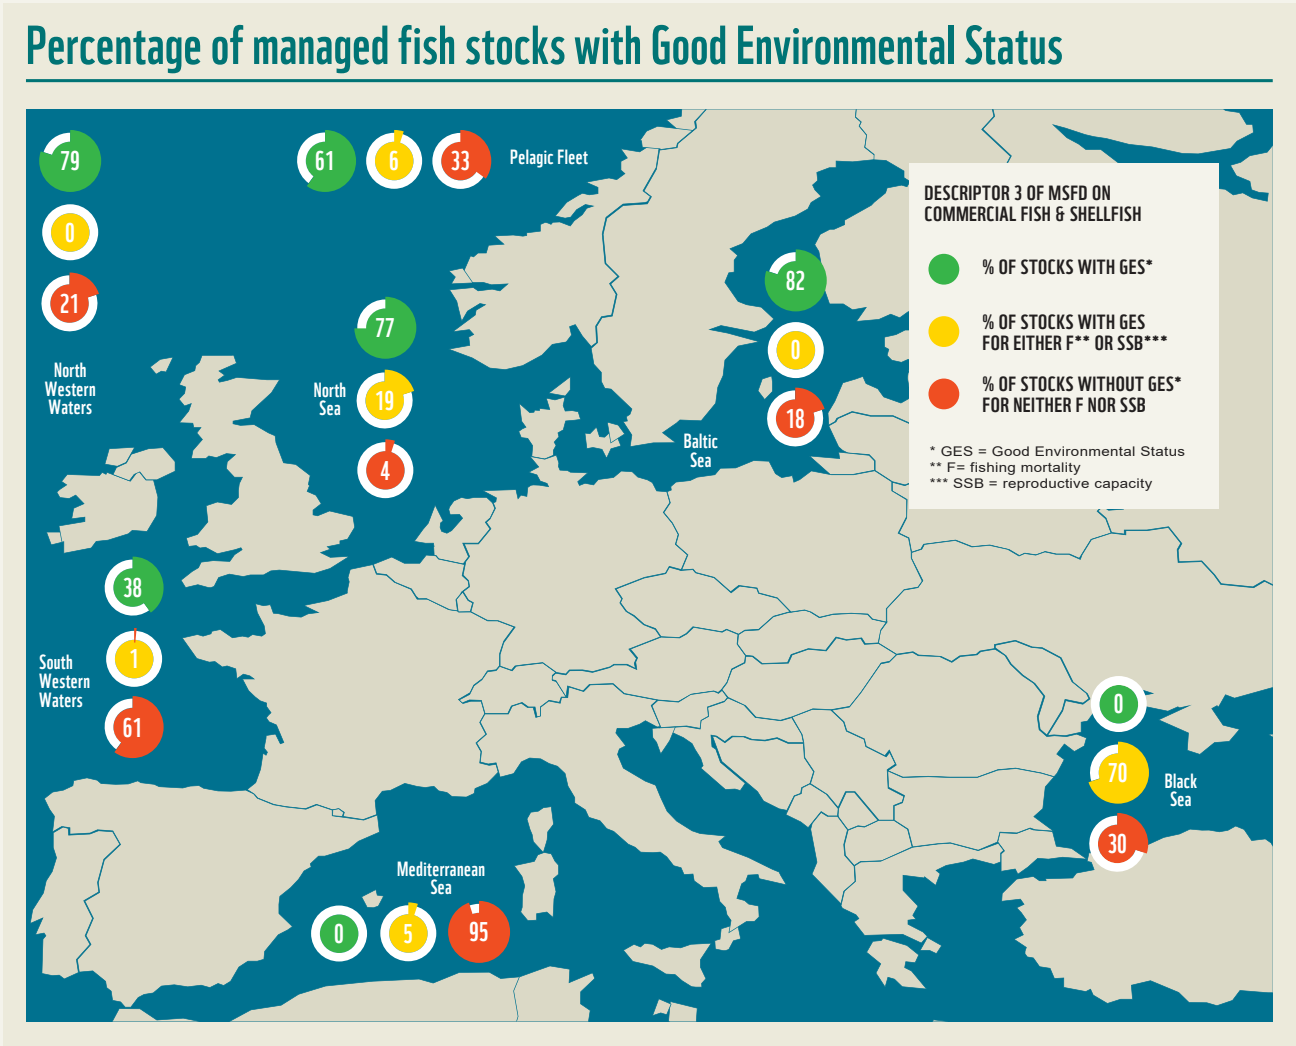 Percentage of managed fish stocks with Good Environmental Status
79
0
21
North
Western
Waters
61
6
33
Pelagic Fleet
77
19
4
North
Sea
82
0
18
Baltic
Sea
DESCRIPTOR 3 OF MSFD ON
COMMERCIAL FISH & SHELLFISH
% OF STOCKS WITH GES*
% OF STOCKS WITH GES
FOR EITHER F** OR SSB***
% OF STOCKS WITHOUT GES*
FOR NEITHER F NOR SSB
* GES = Good Environmental Status
** F= fishing mortality
*** SSB = reproductive capacity
38
1
61
South
Western
Waters
0
70
30
Black
Sea
Mediterranean
Sea
0
5
95